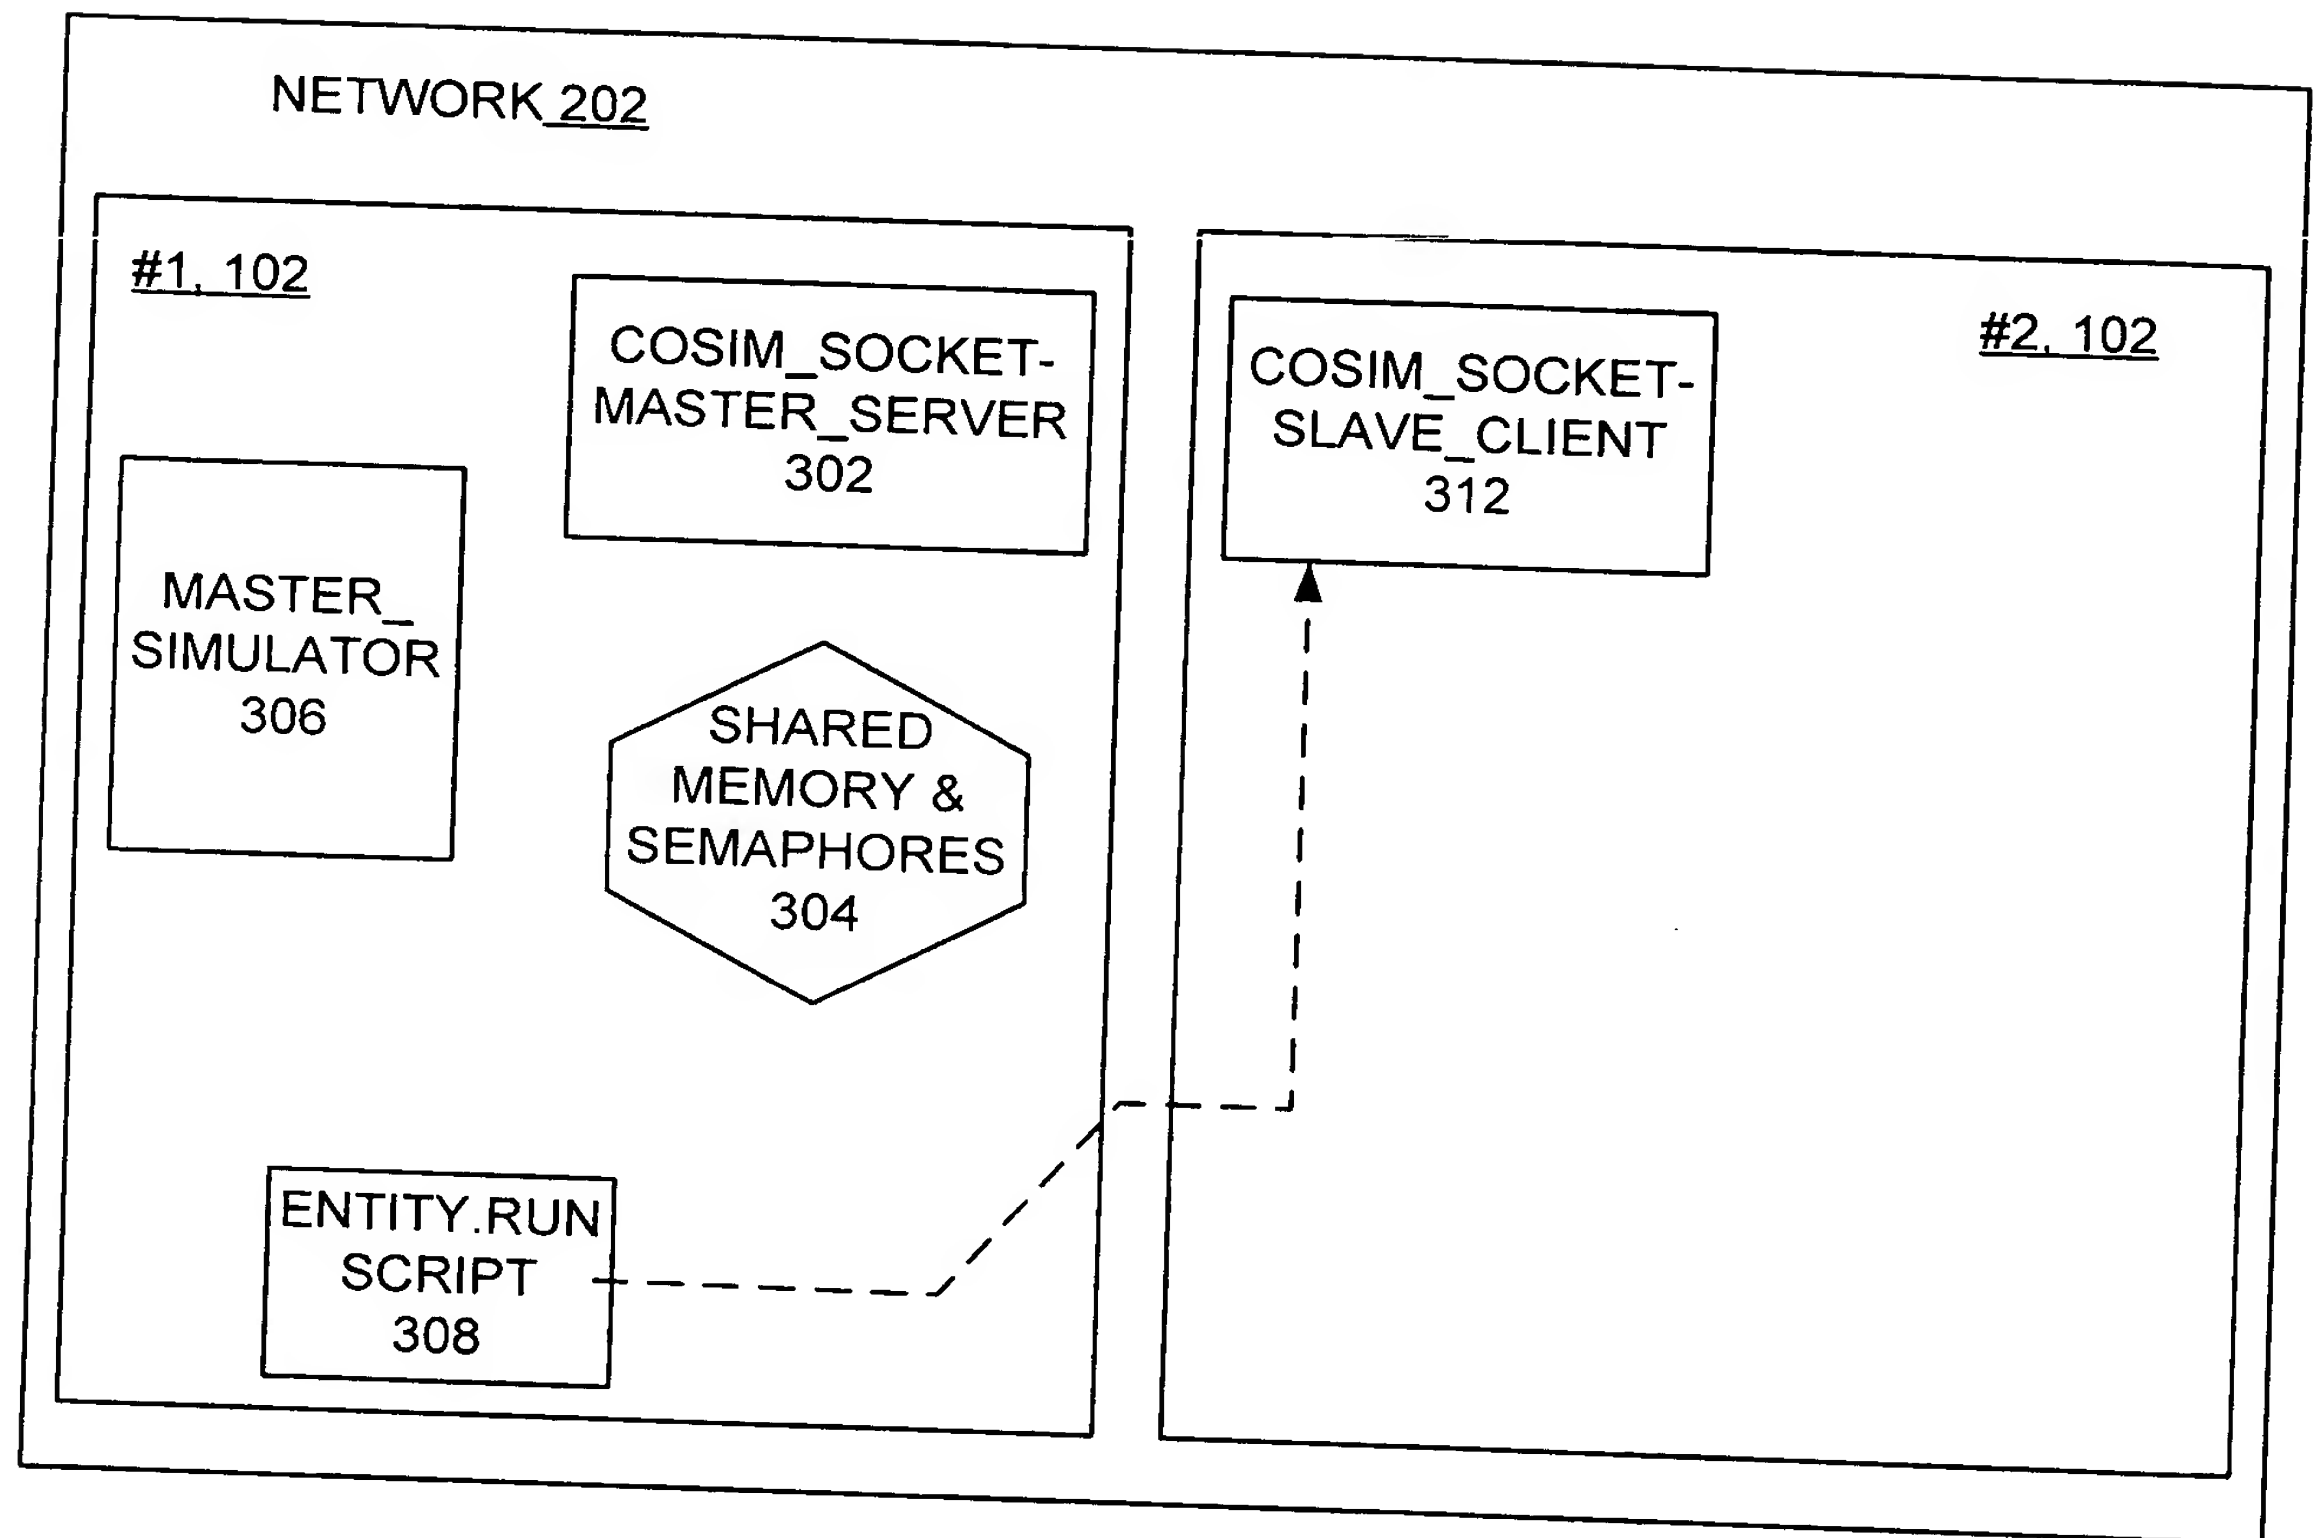 NETWORK 202
#1, 102
COSIM_SOCKET-
MASTER_SERVER
302
MASTER_
SIMULATOR
306
SHARED
MEMORY &
SEMAPHORES
304
ENTITY.RUN
SCRIPT
308
COSIM_SOCKET-
SLAVE_CLIENT
312
#2, 102